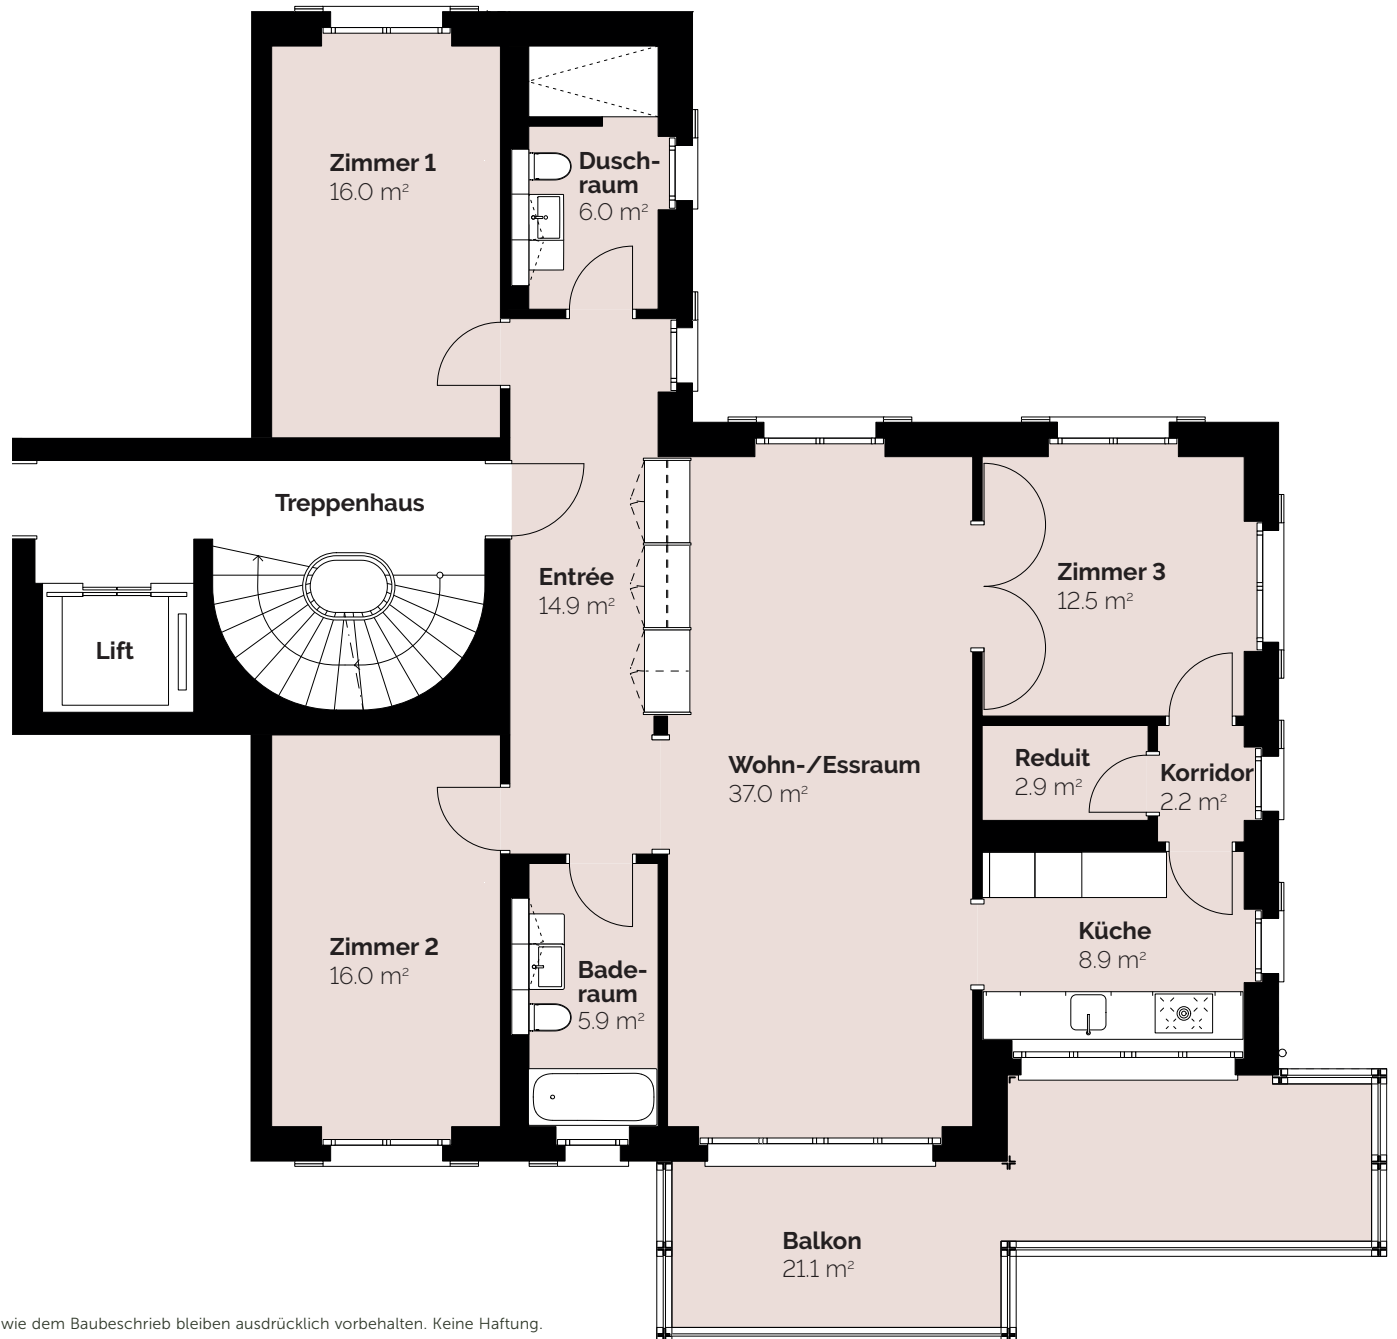 Zimmer 1
16.0 m²
Dusch-
raum
6.0 m²
Treppenhaus
Entrée
14.9 m²
Zimmer 3
12.5 m²
Lift
Wohn-/Essraum
37.0 m²
Reduit
2.9 m²
Korridor
2.2 m²
Zimmer 2
16.0 m²
Bade-
raum
5.9 m²
Küche
8.9 m²
Balkon
21.1 m²
wie dem Baubeschrieb bleiben ausdrücklich vorbehalten. Keine Haftung.